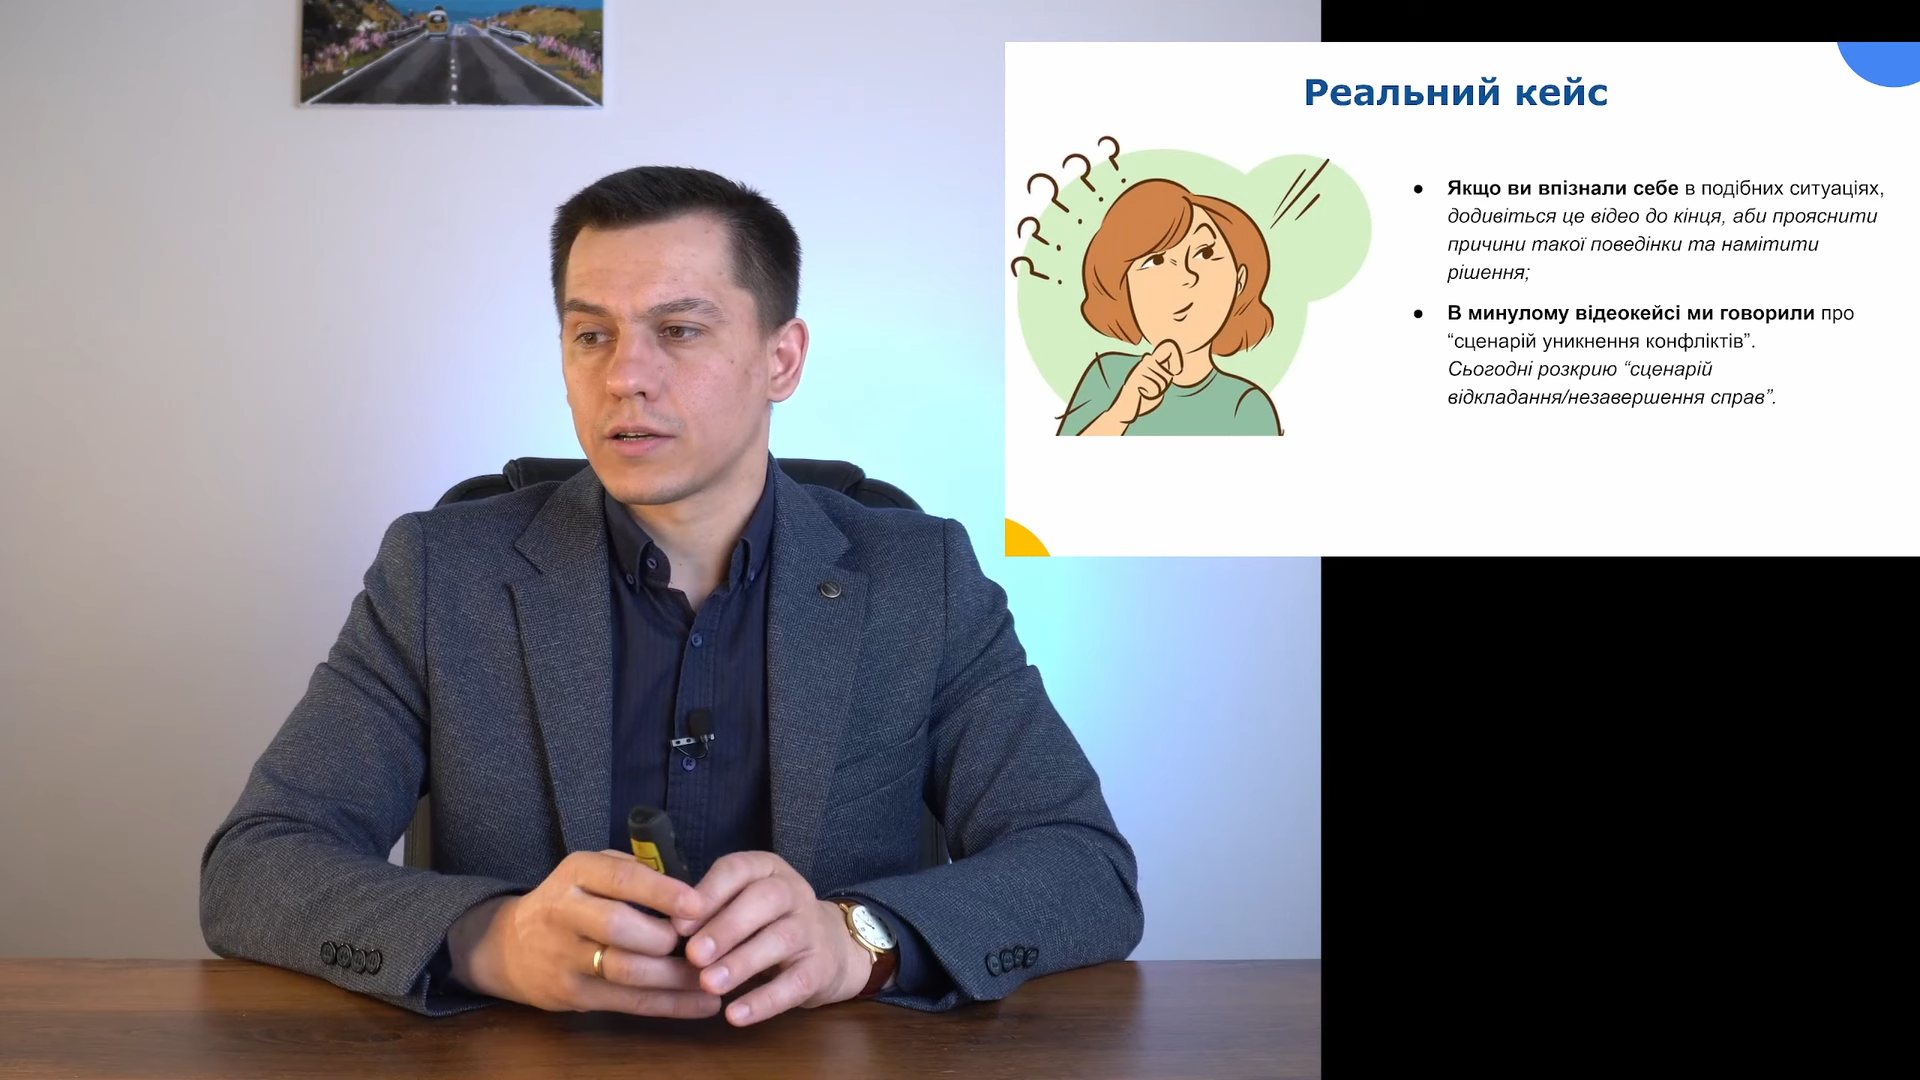 Реальний кейс
● Якщо ви впізнали себе в подібних ситуаціях,
додивіться це відео до кінця, аби прояснити
причини такої поведінки та намітити
рішення;
● В минулому відеокейсі ми говорили про
“сценарій уникнення конфліктів”.
Сьогодні розкрию “сценарій
відкладання/незавершення справ”.